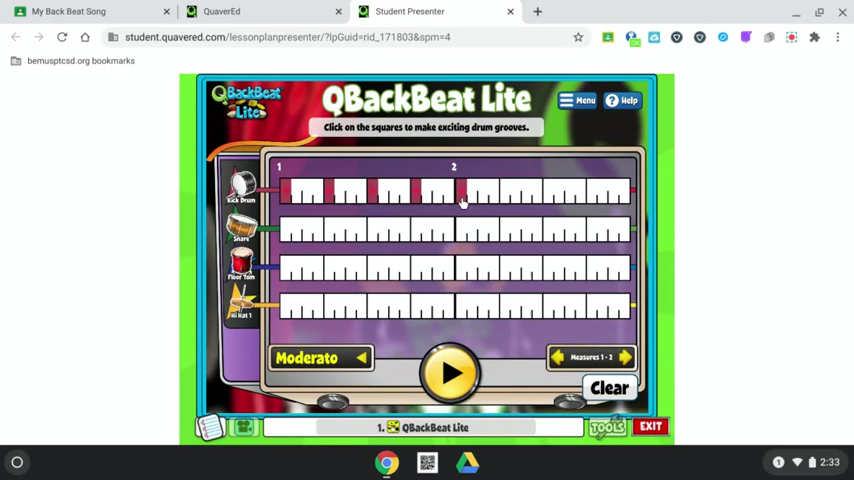 My Back Beat Song
QuaverEd
Student Presenter
student.quavered.com/lessonplanpresenter/?lpGuid=rid_171803&spm=4
bemusptcsd.org bookmarks
QBackBeat
Lite
QBackBeat Lite
Menu
Help
Click on the squares to make exciting drum grooves.
1
2
Kick Drum
Snare
Floor Tom
Hi Hat 1
Moderato
Measures 1 - 2
Clear
1. QBackBeat Lite
TOOLS
EXIT
1
2:33